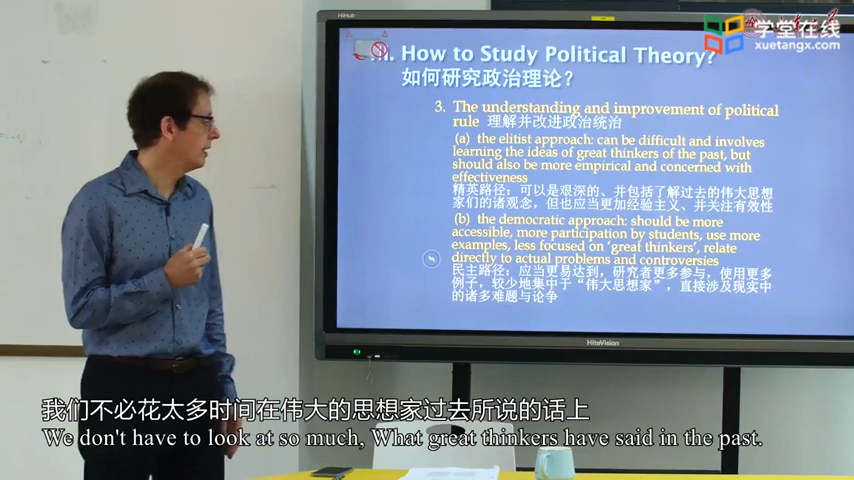 HiHub
学堂在线
xuetangx.com
II. How to Study Political Theory?
如何研究政治理论？
3. The understanding and improvement of political
rule 理解并改进政治统治
(a) the elitist approach: can be difficult and involves
learning the ideas of great thinkers of the past, but
should also be more empirical and concerned with
effectiveness
精英路径：可以是艰深的、并包括了解过去的伟大思想
家们的诸观念，但也应当更加经验主义、并关注有效性
(b) the democratic approach: should be more
accessible, more participation by students, use more
examples, less focused on 'great thinkers', relate
directly to actual problems and controversies
民主路径：应当更易达到，研究者更多参与，使用更多
例子，较少地集中于“伟大思想家”，直接涉及现实中
的诸多难题与论争
HiteVision
我们不必花太多时间在伟大的思想家过去所说的话上
We don't have to look at so much, What great thinkers have said in the past.